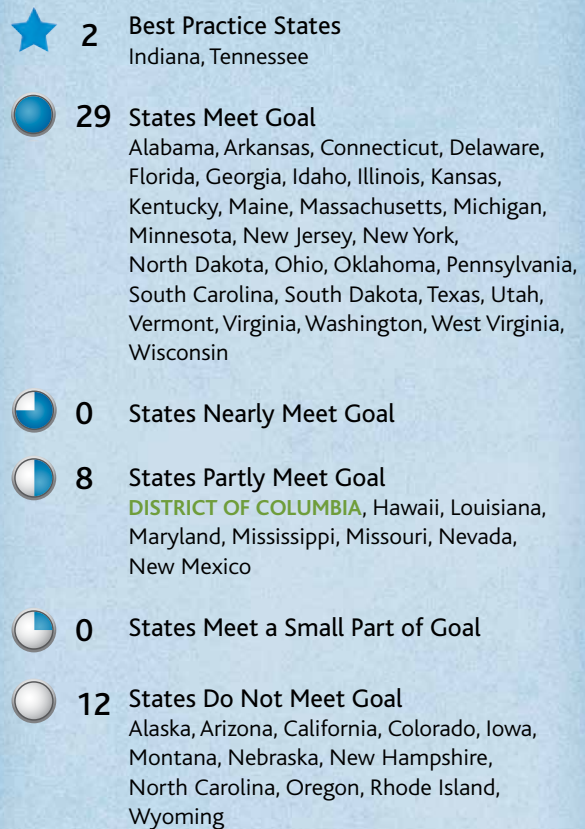 2 Best Practice States
Indiana, Tennessee
29 States Meet Goal
Alabama, Arkansas, Connecticut, Delaware,
Florida, Georgia, Idaho, Illinois, Kansas,
Kentucky, Maine, Massachusetts, Michigan,
Minnesota, New Jersey, New York,
North Dakota, Ohio, Oklahoma, Pennsylvania,
South Carolina, South Dakota, Texas, Utah,
Vermont, Virginia, Washington, West Virginia,
Wisconsin
0 States Nearly Meet Goal
8 States Partly Meet Goal
DISTRICT OF COLUMBIA, Hawaii, Louisiana,
Maryland, Mississippi, Missouri, Nevada,
New Mexico
0 States Meet a Small Part of Goal
12 States Do Not Meet Goal
Alaska, Arizona, California, Colorado, Iowa,
Montana, Nebraska, New Hampshire,
North Carolina, Oregon, Rhode Island,
Wyoming